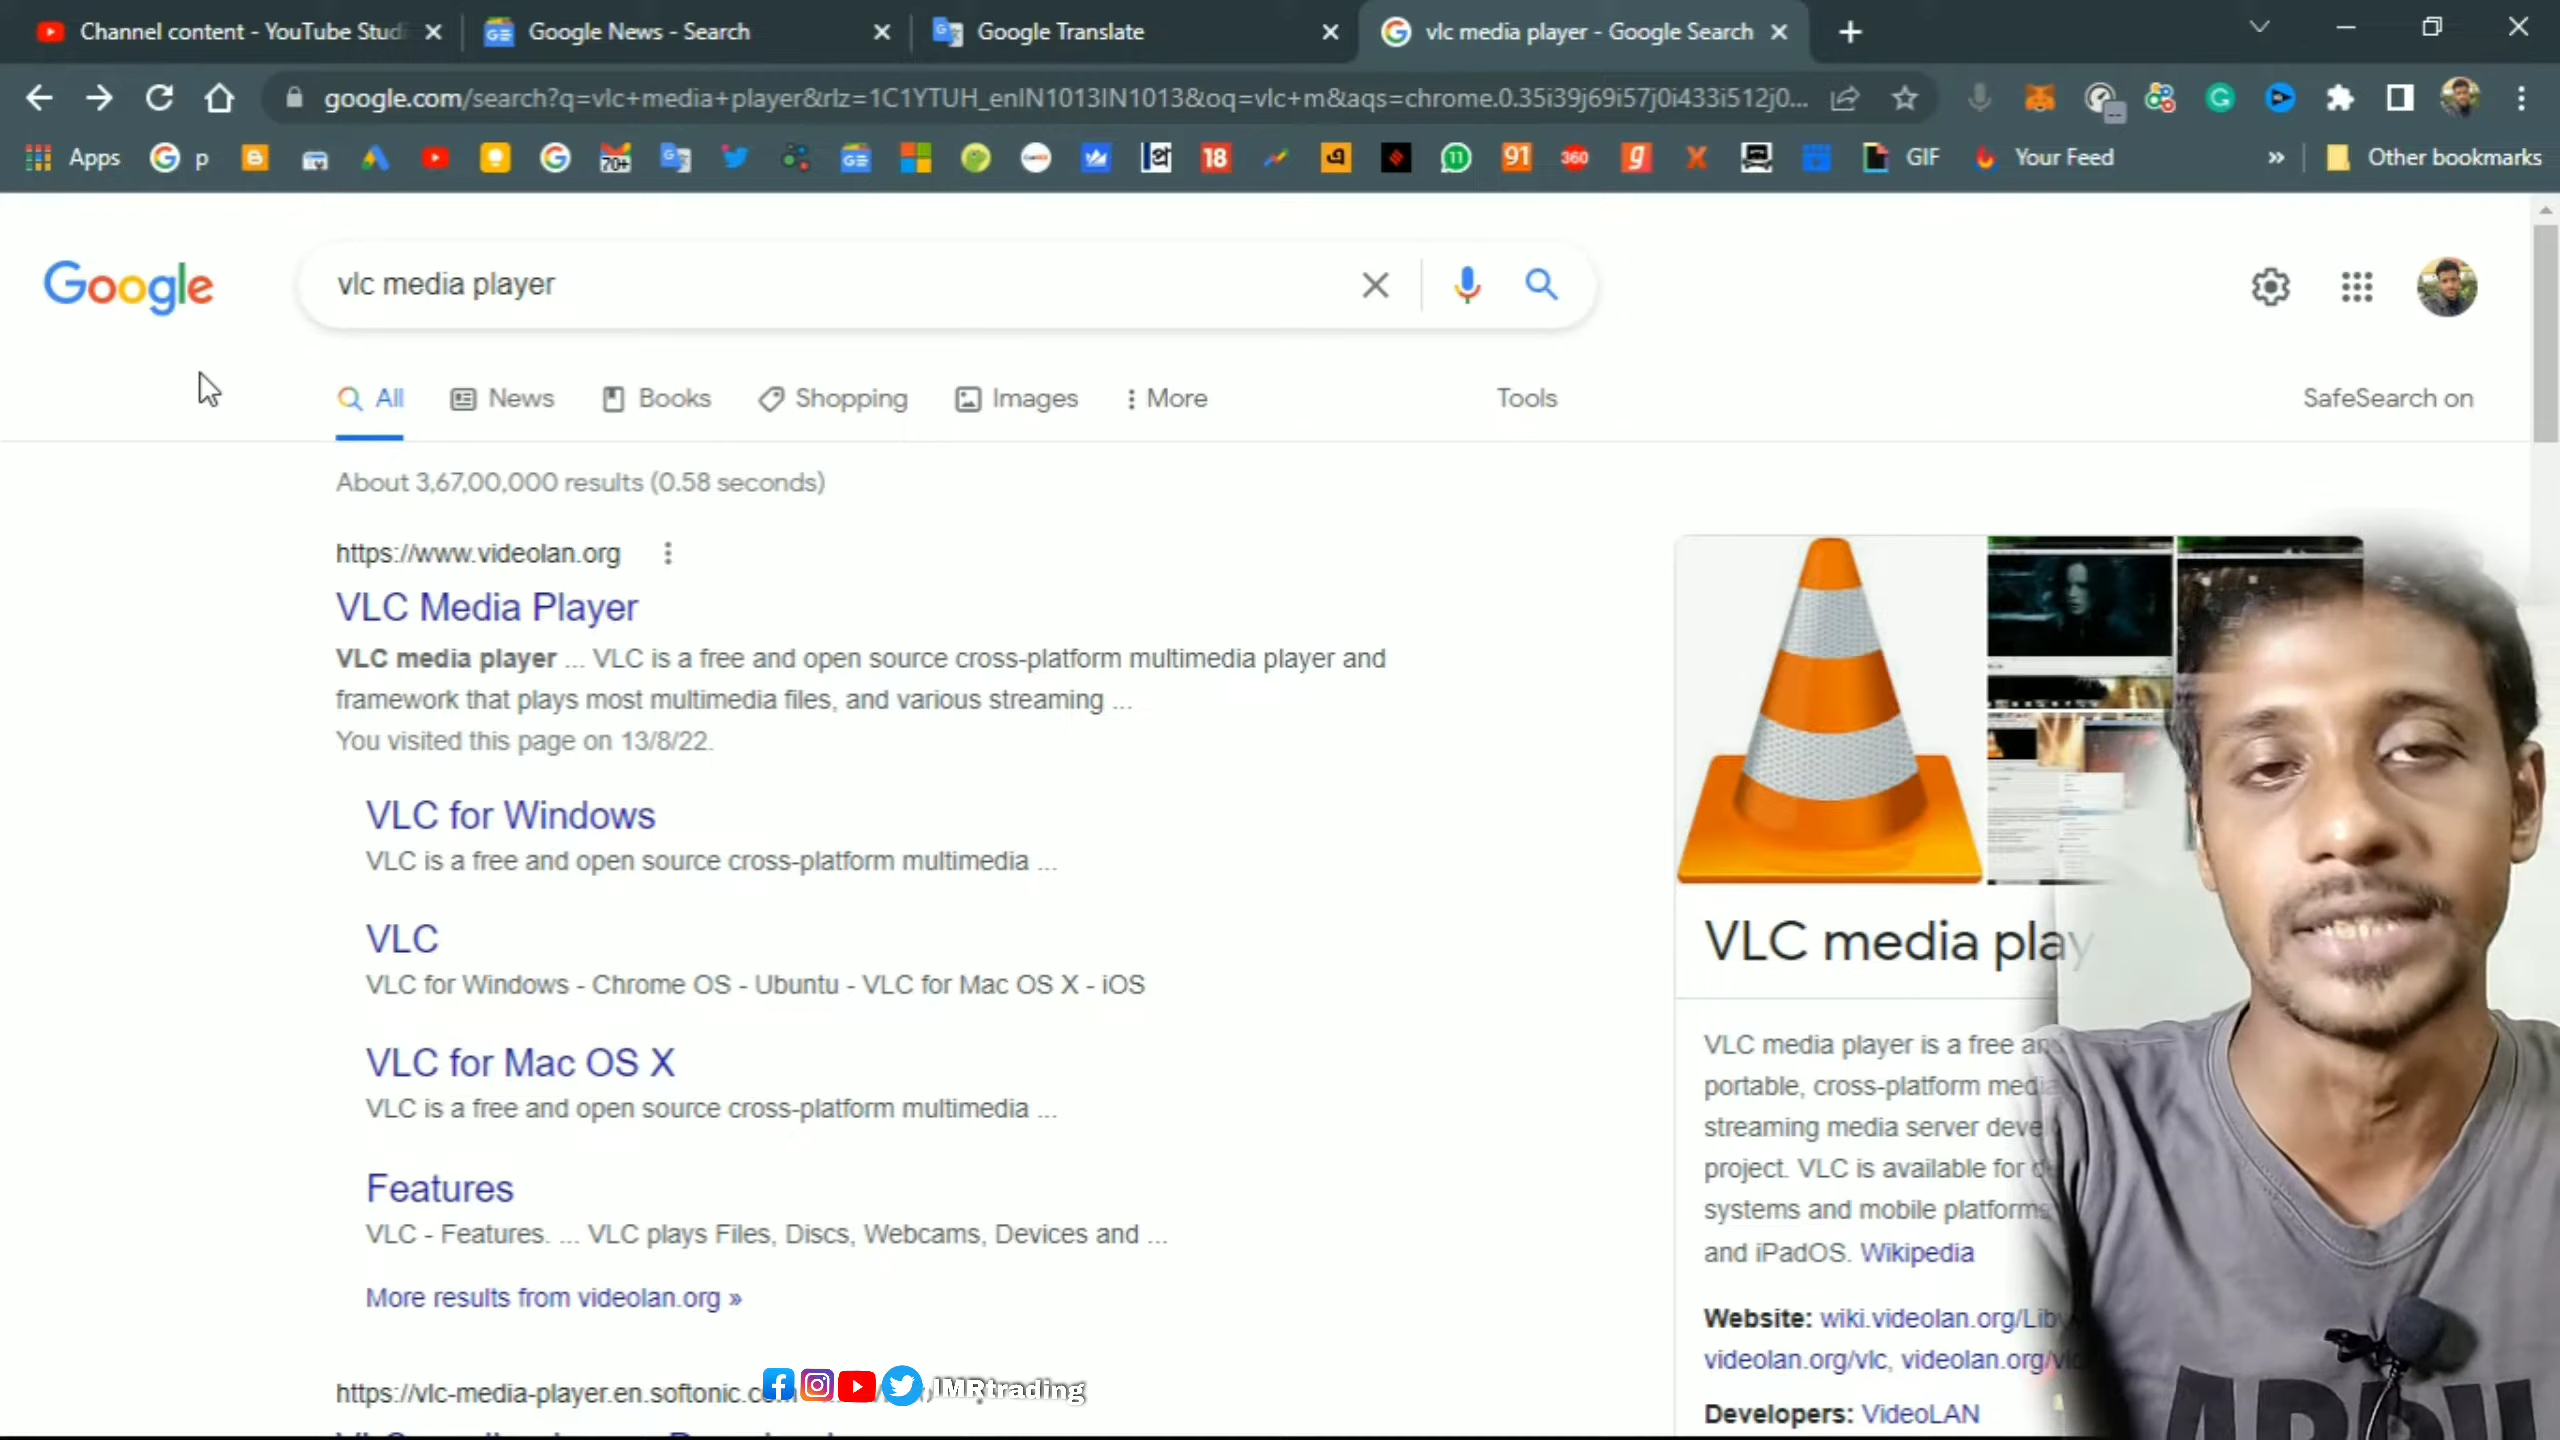 Channel content - YouTube Stud
Google News - Search
Google Translate
vlc media player - Google Search
google.com/search?q=vlc+media+player&rlz=1C1YTUH_enIN1013IN1013&oq=vlc+m&aqs=chrome.0.35i39j69i57j0i433i512j0...
Apps
p
70+
18
11
91
360
GIF
Your Feed
»
Other bookmarks
Google
vlc media player
All
News
Books
Shopping
Images
More
Tools
SafeSearch on
About 3,67,00,000 results (0.58 seconds)
https://www.videolan.org
VLC Media Player
VLC media player ... VLC is a free and open source cross-platform multimedia player and
framework that plays most multimedia files, and various streaming ...
You visited this page on 13/8/22.
VLC for Windows
VLC is a free and open source cross-platform multimedia ...
VLC
VLC for Windows - Chrome OS - Ubuntu - VLC for Mac OS X - iOS
VLC for Mac OS X
VLC is a free and open source cross-platform multimedia ...
Features
VLC - Features. ... VLC plays Files, Discs, Webcams, Devices and ...
More results from videolan.org »
https://vlc-media-player.en.softonic.c
IMRtrading
VLC media play
VLC media player is a free
portable, cross-platform
streaming media server
project. VLC is available for
systems and mobile
and iPadOS. Wikipedia
Website: wiki.videolan.org/Lib
videolan.org/vlc, videolan.org/
Developers: VideoLAN